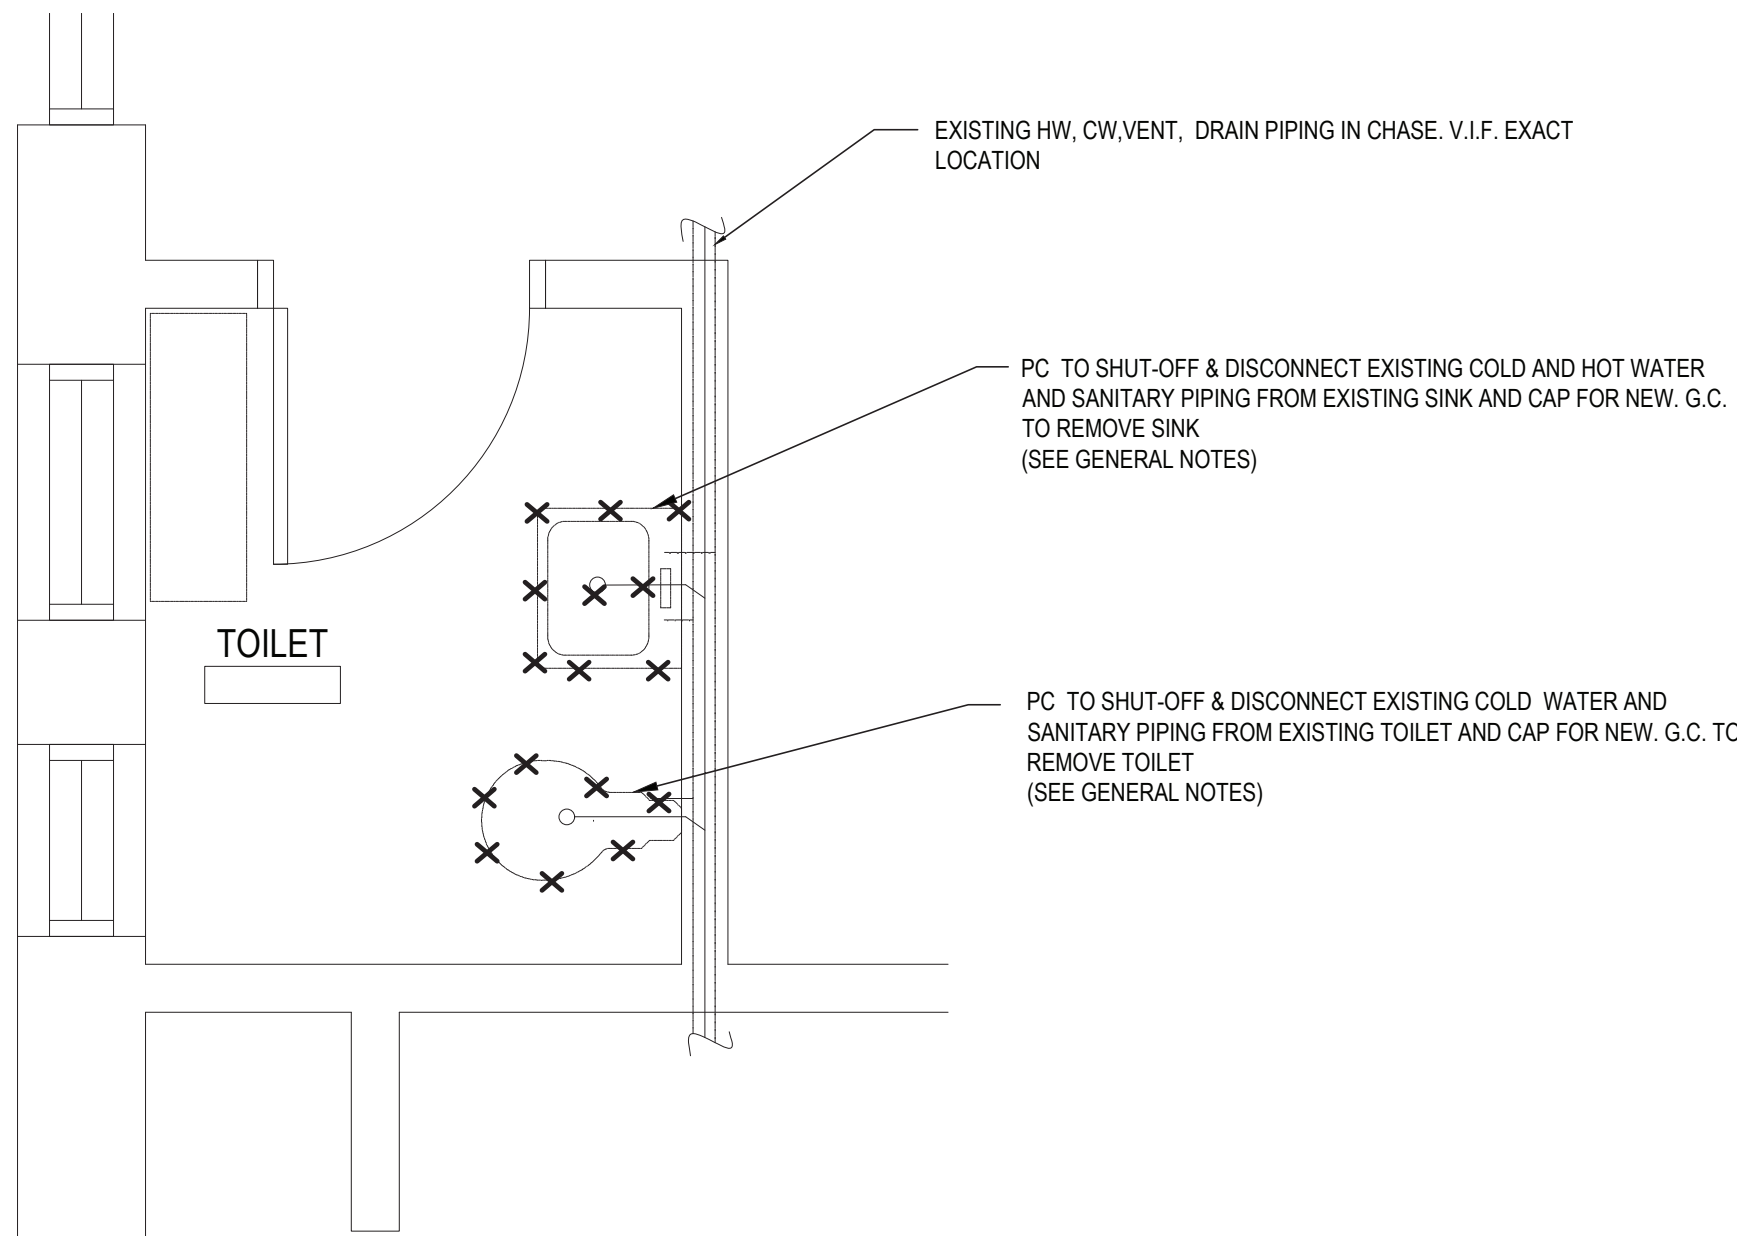 EXISTING HW, CW,VENT, DRAIN PIPING IN CHASE. V.I.F. EXACT
LOCATION
PC TO SHUT-OFF & DISCONNECT EXISTING COLD AND HOT WATER
AND SANITARY PIPING FROM EXISTING SINK AND CAP FOR NEW. G.C.
TO REMOVE SINK
(SEE GENERAL NOTES)
TOILET
PC TO SHUT-OFF & DISCONNECT EXISTING COLD WATER AND
SANITARY PIPING FROM EXISTING TOILET AND CAP FOR NEW. G.C. TO
REMOVE TOILET
(SEE GENERAL NOTES)